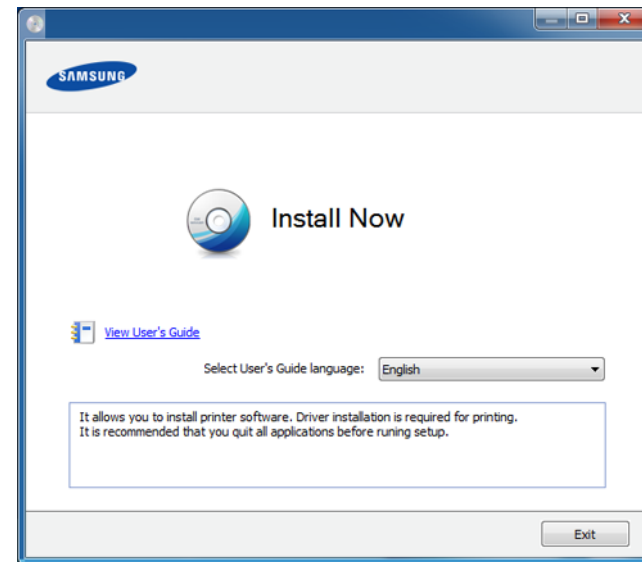 SAMSUNG
Install Now
View User's Guide
Select User's Guide language: English
It allows you to install printer software. Driver installation is required for printing.
It is recommended that you quit all applications before runing setup.
Exit